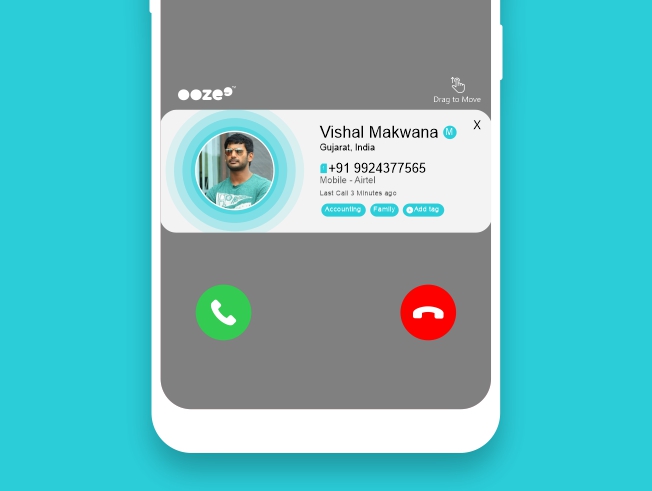 ooze9
Drag to Move
X
Vishal Makwana M
Gujarat, India
+91 9924377565
Mobile - Airtel
Last Call 3 Minutes ago
Accounting Family Add tag